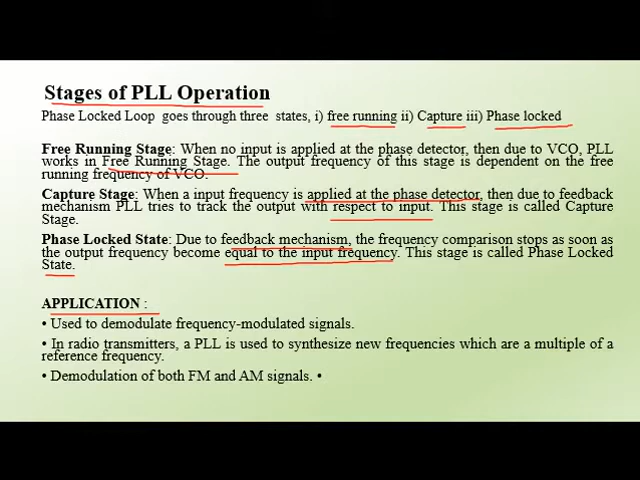 Stages of PLL Operation
Phase Locked Loop goes through three states, i) free running ii) Capture iii) Phase locked
Free Running Stage: When no input is applied at the phase detector, then due to VCO, PLL
works in Free Running Stage. The output frequency of this stage is dependent on the free
running frequency of VCO.
Capture Stage: When a input frequency is applied at the phase detector, then due to feedback
mechanism PLL tries to track the output with respect to input. This stage is called Capture
Stage.
Phase Locked State: Due to feedback mechanism, the frequency comparison stops as soon as
the output frequency become equal to the input frequency. This stage is called Phase Locked
State.
APPLICATION :
• Used to demodulate frequency-modulated signals.
• In radio transmitters, a PLL is used to synthesize new frequencies which are a multiple of a
reference frequency.
• Demodulation of both FM and AM signals. •